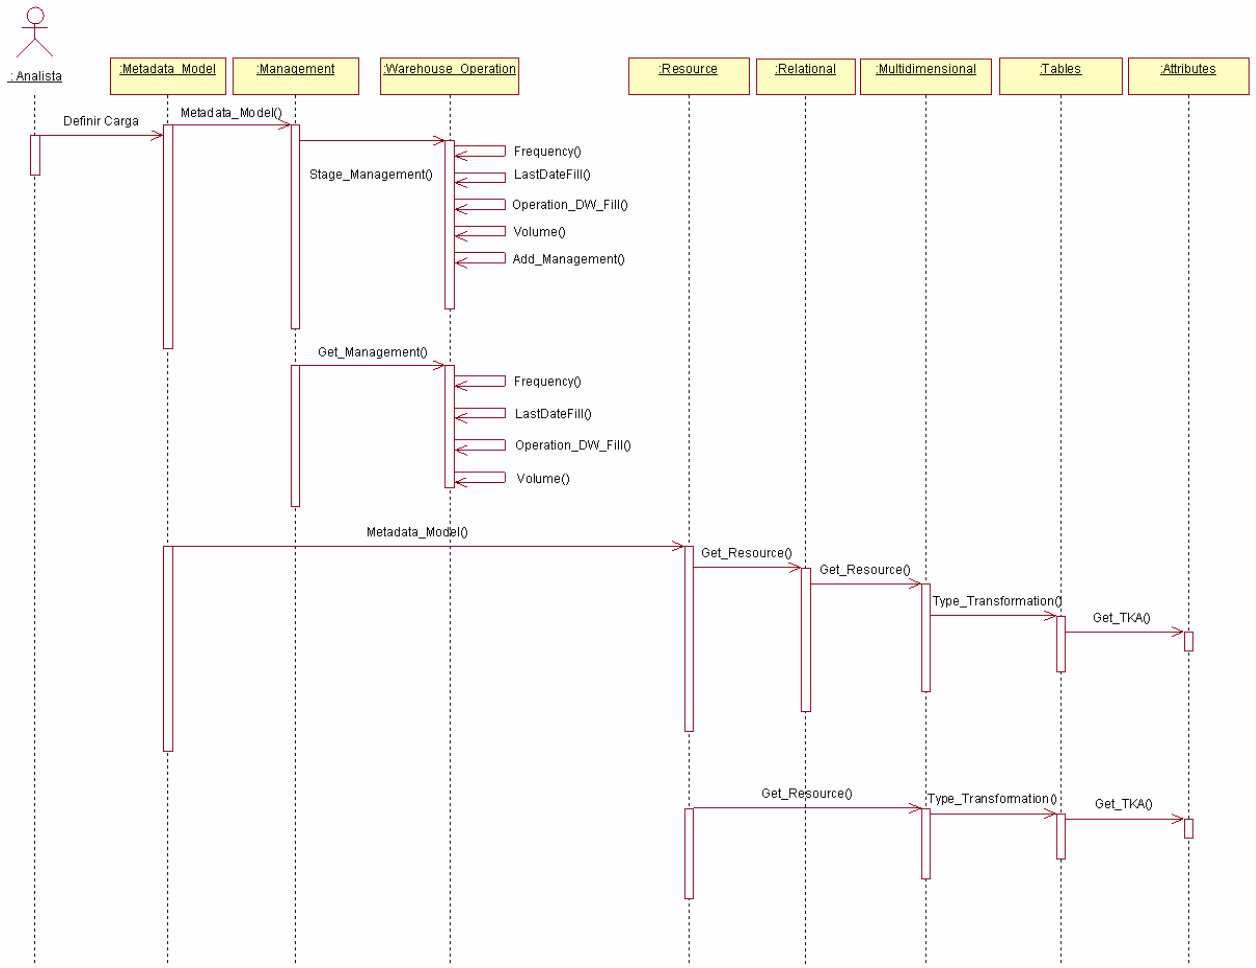 : Analista
:Metadata_Model
:Management
:Warehouse_Operation
:Resource
:Relational
:Multidimensional
:Tables
:Attributes
Definir Carga
Metadata_Model()
Stage_Management()
Frequency()
LastDateFill()
Operation_DW_Fill()
Volume()
Add_Management()
Get_Management()
Frequency()
LastDateFill()
Operation_DW_Fill()
Volume()
Metadata_Model()
Get_Resource()
Get_Resource()
Type_Transformation()
Get_TKA()
Get_Resource()
Type_Transformation()
Get_TKA()